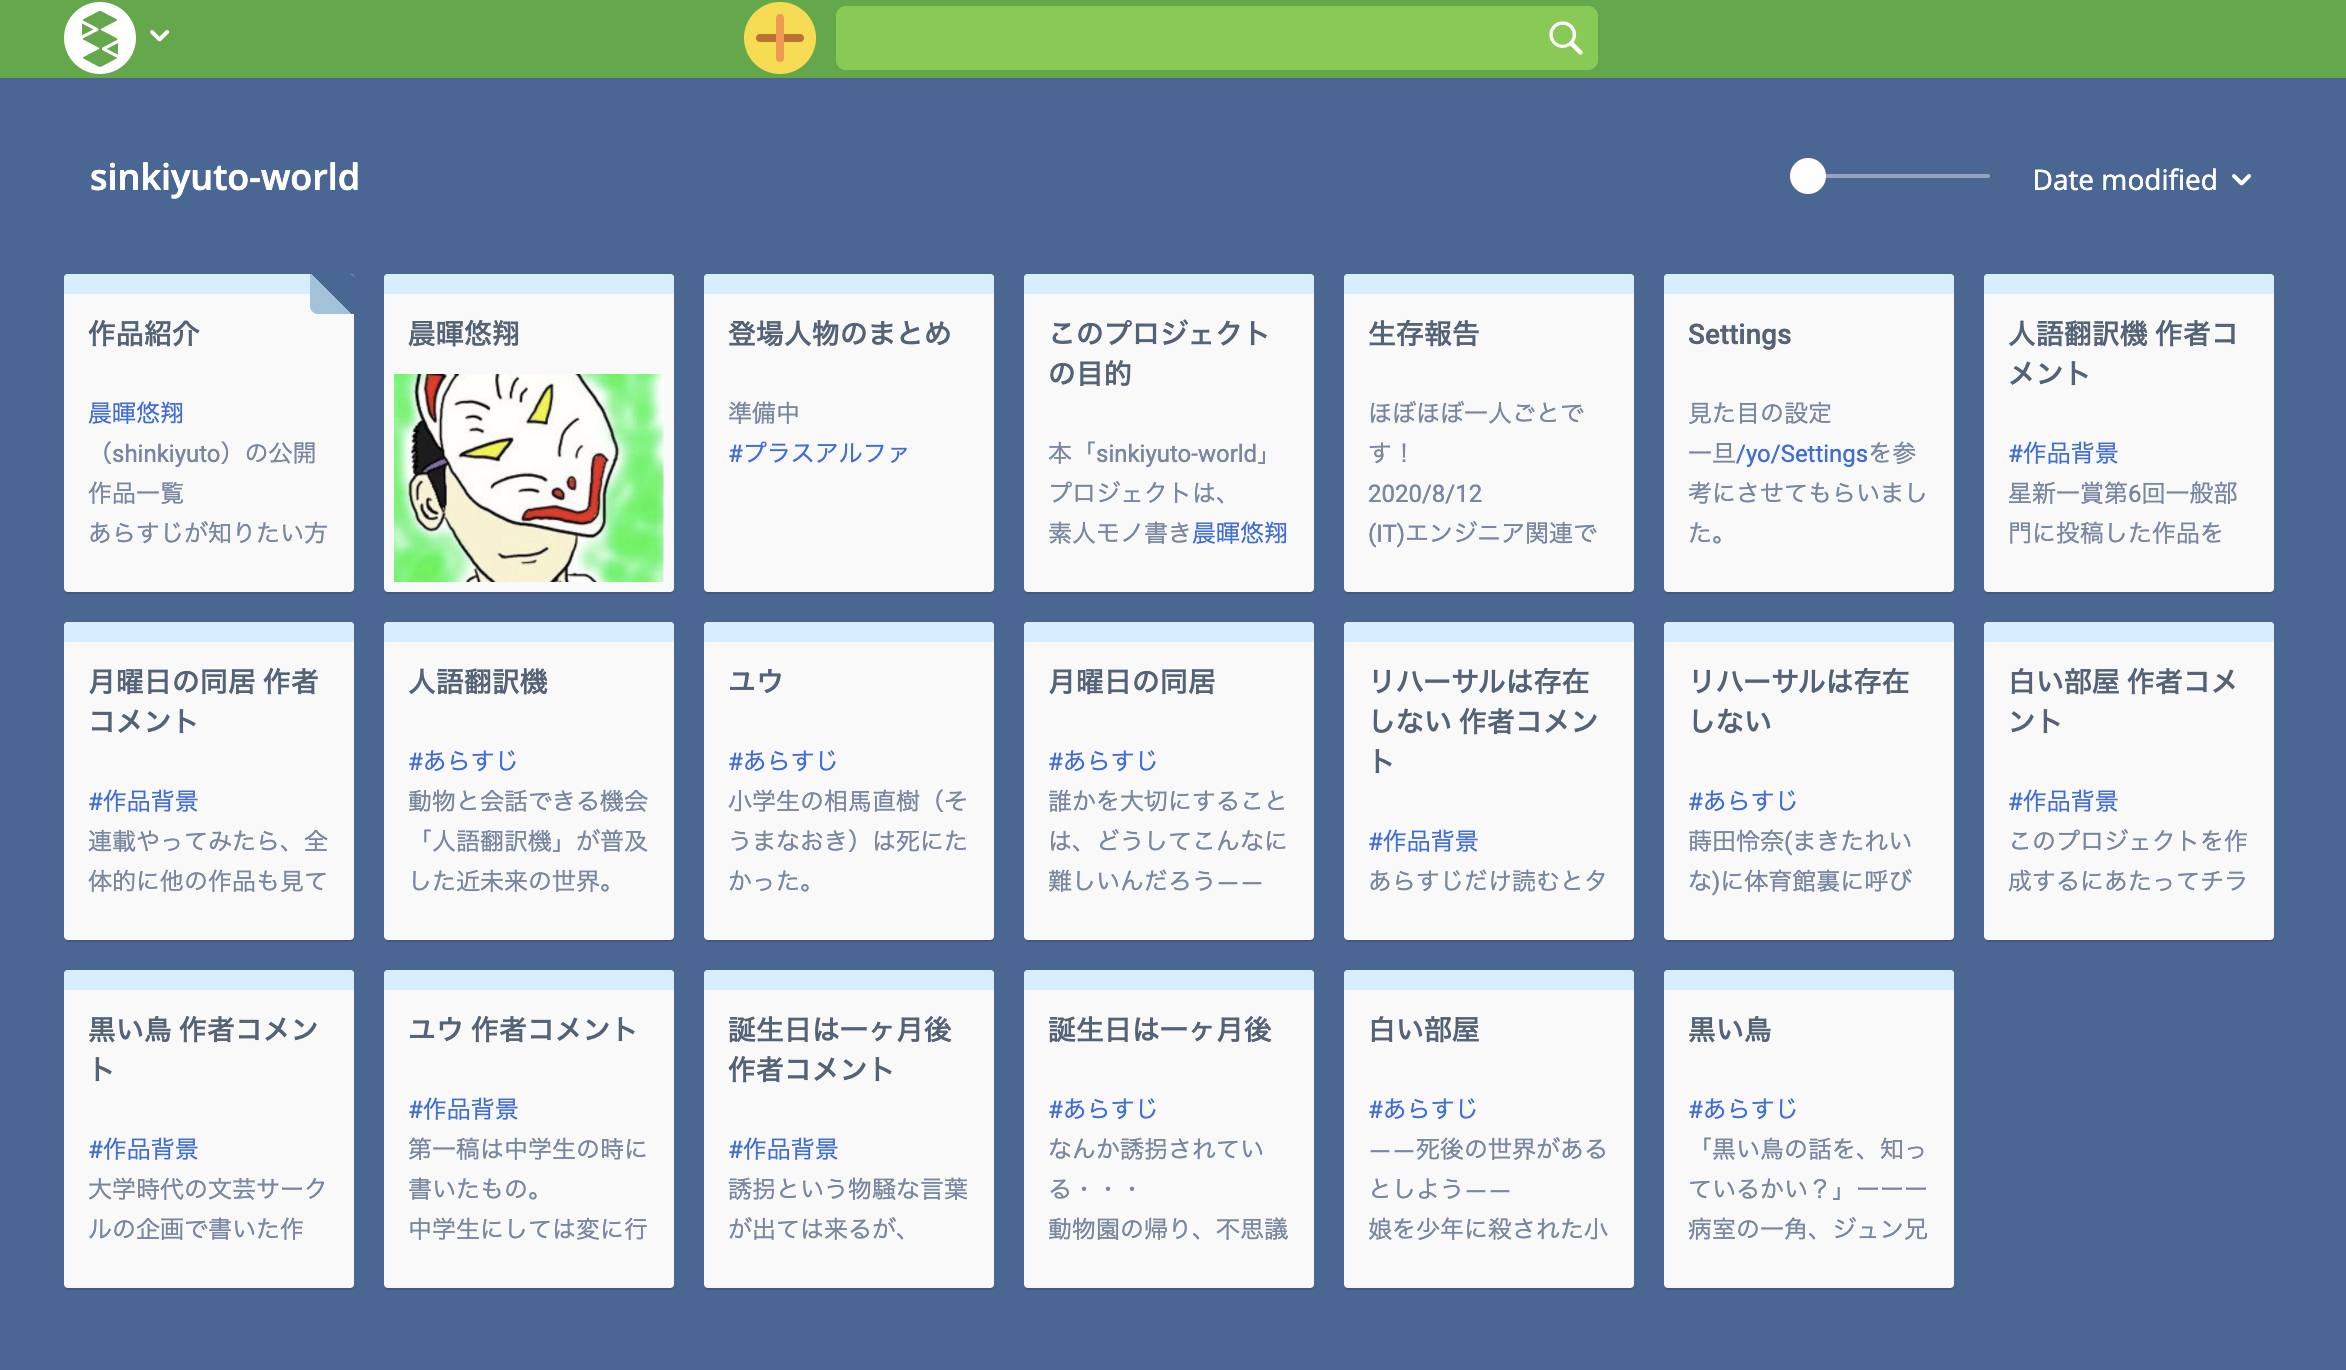 sinkiyuto-world
Date modified
作品紹介
晨暉悠翔
（shinkiyuto）の公開
作品一覧
あらすじが知りたい方
晨暉悠翔
登場人物のまとめ
準備中
#プラスアルファ
このプロジェクト
の目的
本「sinkiyuto-world」
プロジェクトは、
素人モノ書き晨暉悠翔
生存報告
ほぼほぼ一人ごとで
す！
2020/8/12
(IT)エンジニア関連で
Settings
見た目の設定
一旦/yo/Settingsを参
考にさせてもらいまし
た。
人語翻訳機 作者コ
メント
#作品背景
星新一賞第6回一般部
門に投稿した作品を
月曜日の同居 作者
コメント
#作品背景
連載やってみたら、全
体的に他の作品も見て
人語翻訳機
#あらすじ
動物と会話できる機会
「人語翻訳機」が普及
した近未来の世界。
ユウ
#あらすじ
小学生の相馬直樹（そ
うまなおき）は死にた
かった。
月曜日の同居
#あらすじ
誰かを大切にすること
は、どうしてこんなに
難しいんだろう——
リハーサルは存在
しない 作者コメン
ト
#作品背景
あらすじだけ読むとタ
リハーサルは存在
しない
#あらすじ
蒔田怜奈(まきたれい
な)に体育館裏に呼び
白い部屋 作者コメ
ント
#作品背景
このプロジェクトを作
成するにあたってチラ
黒い鳥 作者コメン
ト
#作品背景
大学時代の文芸サーク
ルの企画で書いた作
ユウ 作者コメント
#作品背景
第一稿は中学生の時に
書いたもの。
中学生にしては変に行
誕生日は一ヶ月後
作者コメント
#作品背景
誘拐という物騒な言葉
が出ては来るが、
誕生日は一ヶ月後
#あらすじ
なんか誘拐されてい
る・・・
動物園の帰り、不思議
白い部屋
#あらすじ
——死後の世界がある
としよう——
娘を少年に殺された小
黒い鳥
#あらすじ
「黒い鳥の話を、知っ
ているかい？」ーーー
病室の一角、ジュン兄